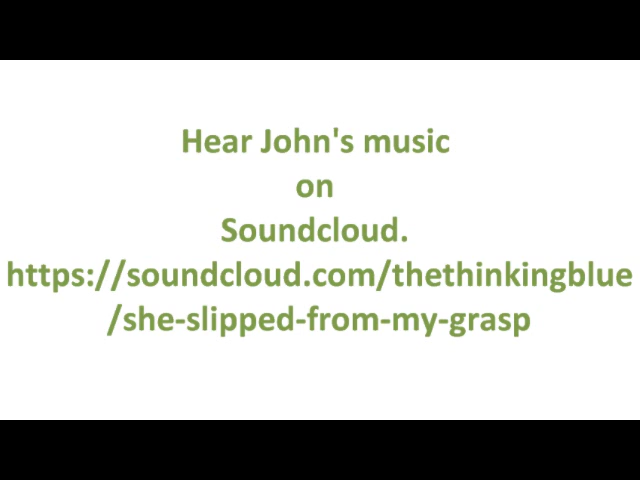 Hear John's music
on
Soundcloud.
https://soundcloud.com/thethinkingblue
/she-slipped-from-my-grasp